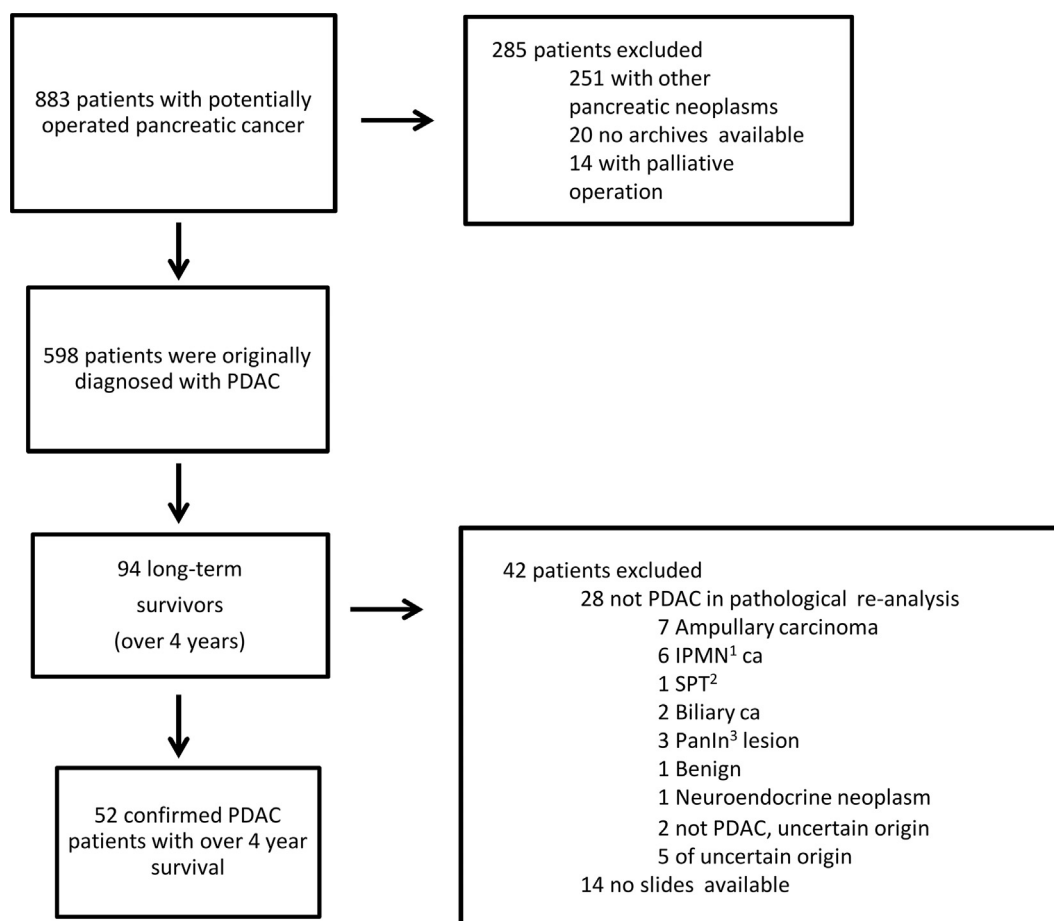 883 patients with potentially
operated pancreatic cancer
285 patients excluded
251 with other
pancreatic neoplasms
20 no archives available
14 with palliative
operation
598 patients were originally
diagnosed with PDAC
94 long-term
survivors
(over 4 years)
42 patients excluded
28 not PDAC in pathological re-analysis
7 Ampullary carcinoma
6 IPMN¹ ca
1 SPT²
2 Biliary ca
3 PanIn³ lesion
1 Benign
1 Neuroendocrine neoplasm
2 not PDAC, uncertain origin
5 of uncertain origin
14 no slides available
52 confirmed PDAC
patients with over 4 year
survival